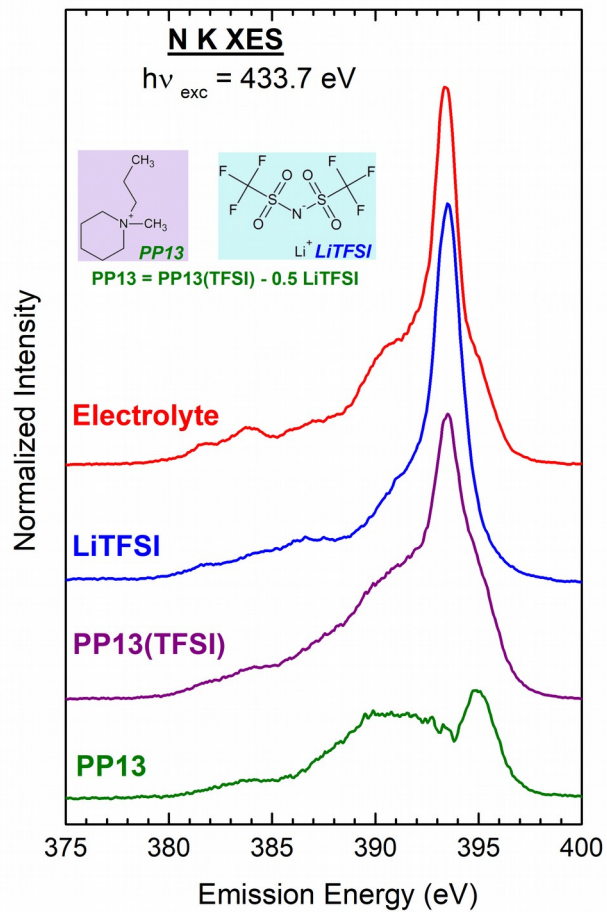 N K XES
hν exc = 433.7 eV
CH₃
N⁺ CH₃
PP13
F F F F F F
O O O O
S S
N⁻
Li⁺ LiTFSI
PP13 = PP13(TFSI) - 0.5 LiTFSI
Electrolyte
LiTFSI
PP13(TFSI)
PP13
Normalized Intensity
375 380 385 390 395 400
Emission Energy (eV)